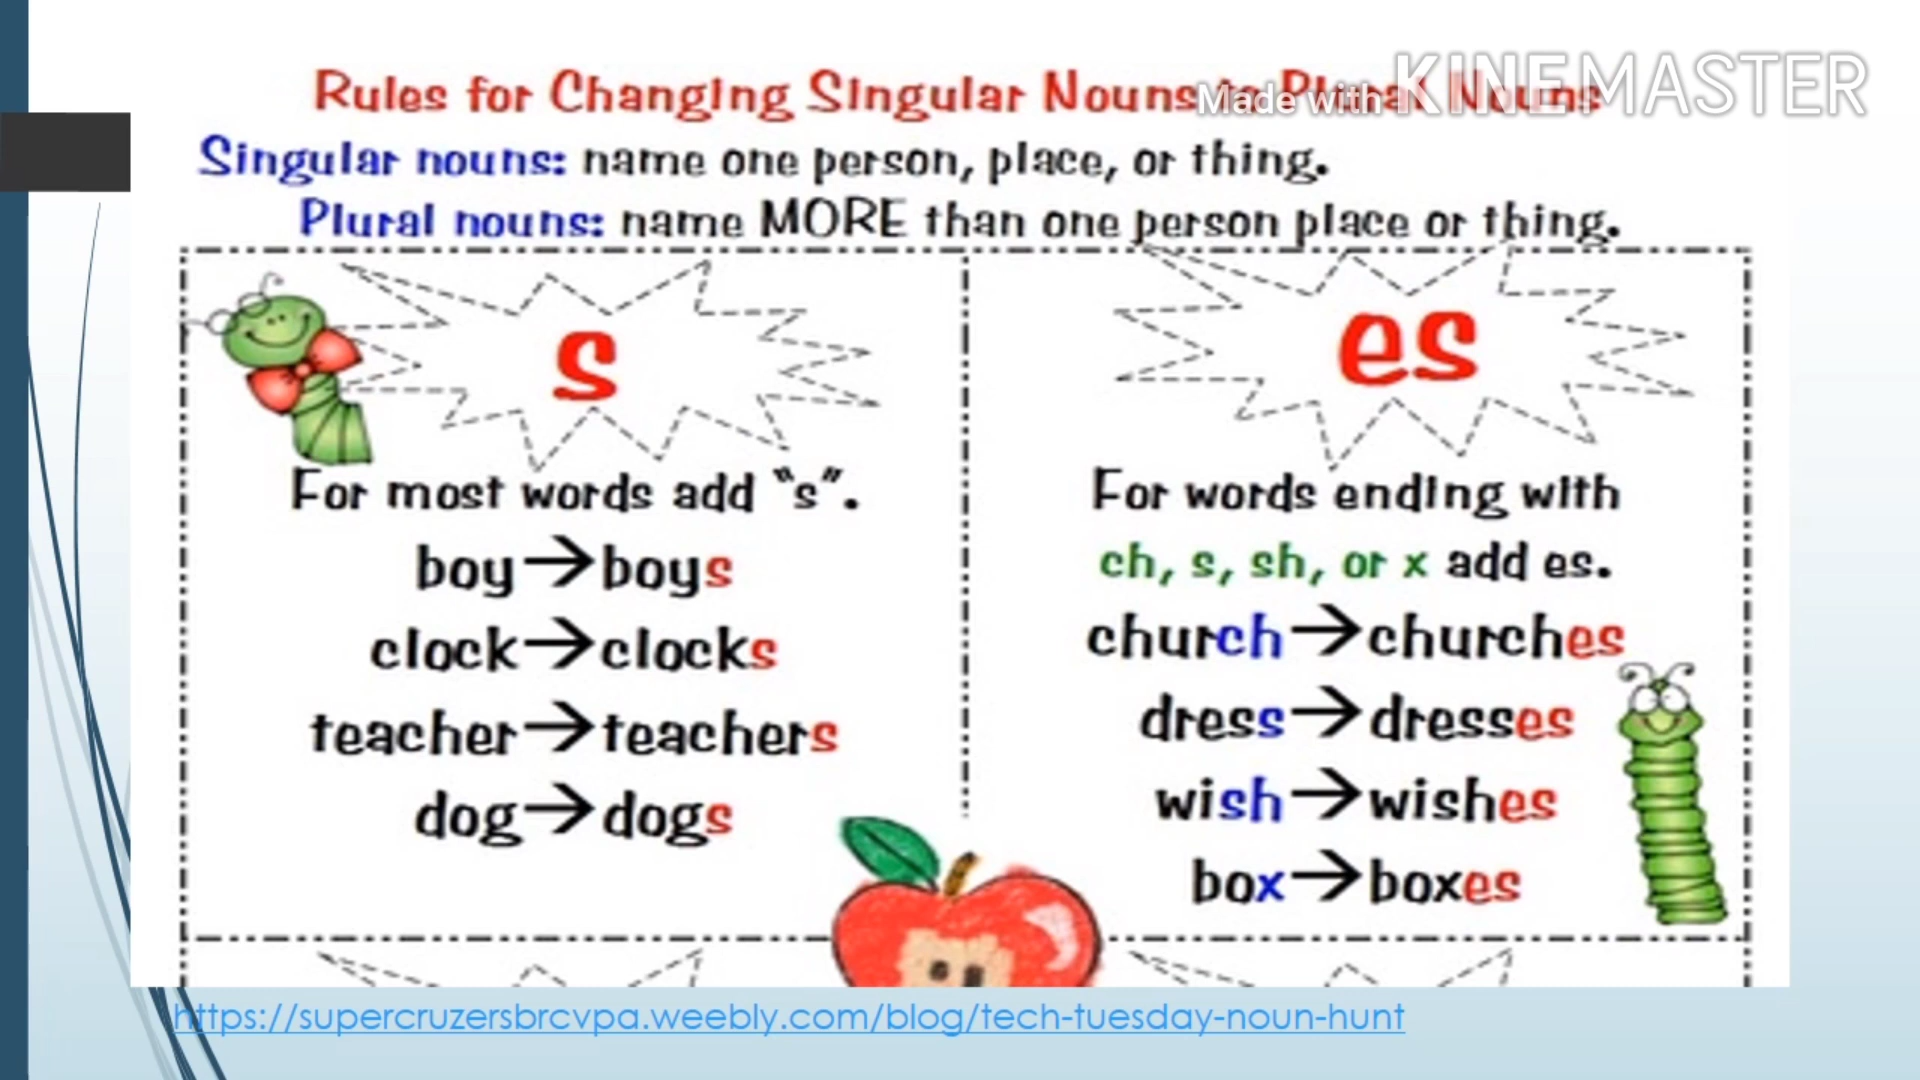 Rules for Changing Singular Nouns to Plural Nouns
Made with KINEMASTER
Singular nouns: name one person, place, or thing.
Plural nouns: name MORE than one person place or thing.
s
For most words add “s”.
boy→boys
clock→clocks
teacher→teachers
dog→dogs
es
For words ending with
ch, s, sh, or x add es.
church→churches
dress→dresses
wish→wishes
box→boxes
https://supercruzersbrcvpa.weebly.com/blog/tech-tuesday-noun-hunt